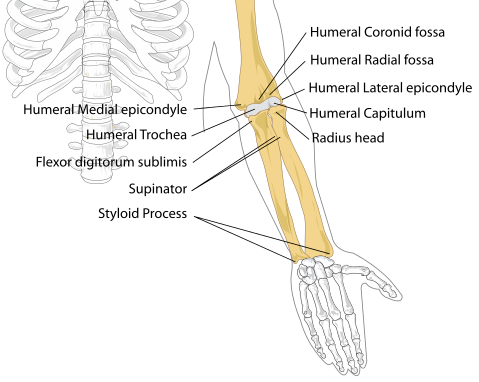 Humeral Coronid fossa
Humeral Radial fossa
Humeral Lateral epicondyle
Humeral Medial epicondyle
Humeral Capitulum
Humeral Trochea
Radius head
Flexor digitorum sublimis
Supinator
Styloid Process